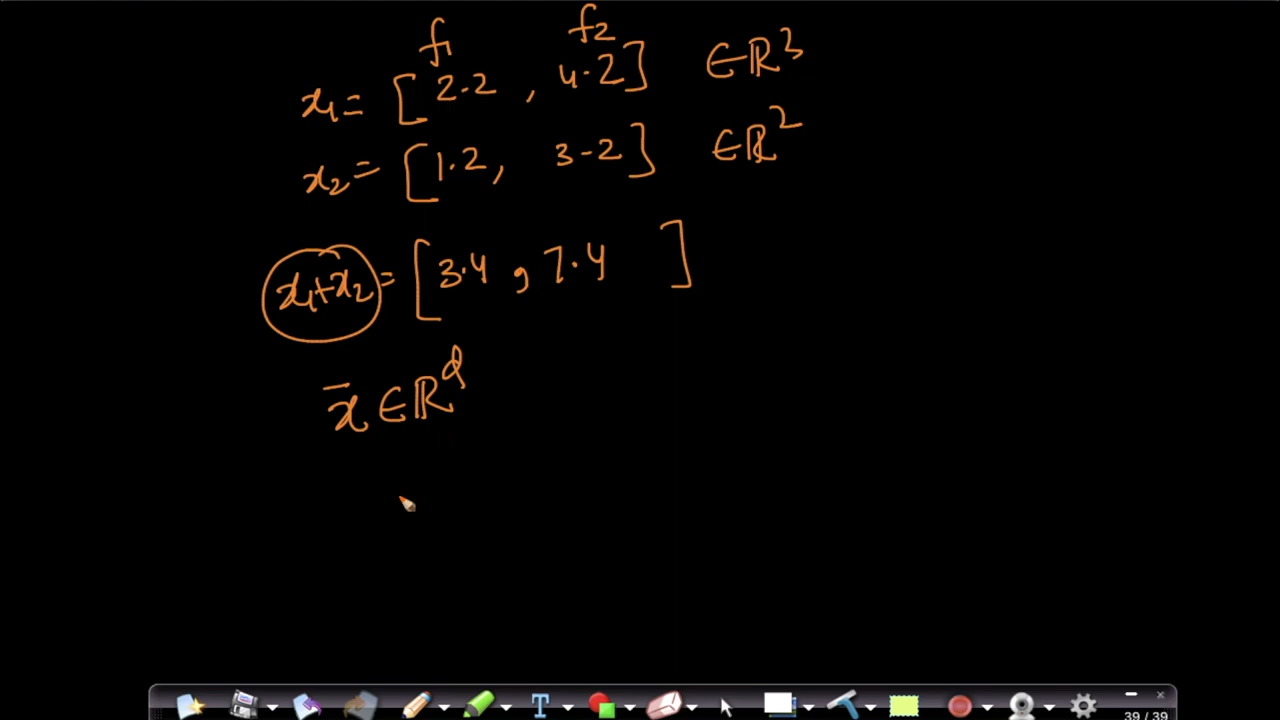 f₁ f₂
x₁ = [ 2.2 , 4.2 ] ∈ ℝ³
x₂ = [ 1.2 , 3.2 ] ∈ ℝ²
x₁+x₂ = [ 3.4 , 7.4 ]
x̄ ∈ ℝᵈ
T
39 / 39